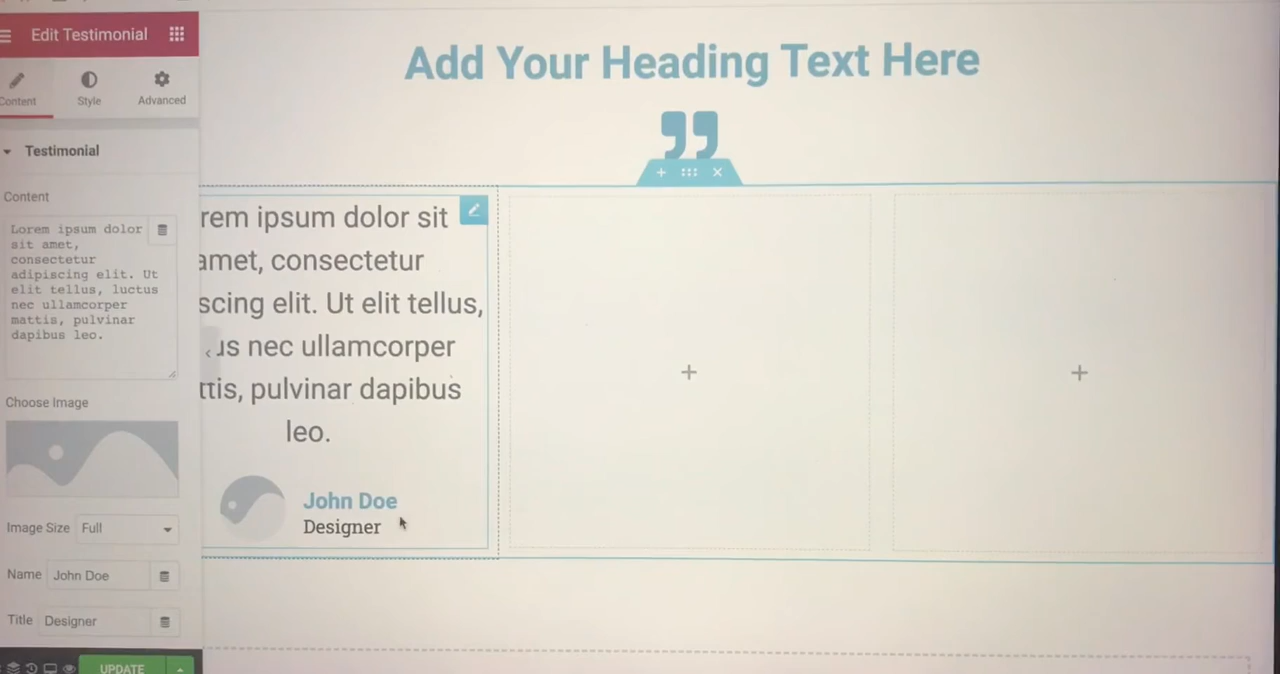 Edit Testimonial
Content
Style
Advanced
Testimonial
Content
Lorem ipsum dolor
sit amet,
consectetur
adipiscing elit. Ut
elit tellus, luctus
nec ullamcorper
mattis, pulvinar
dapibus leo.
Choose Image
Image Size Full
Name John Doe
Title Designer
UPDATE
Add Your Heading Text Here
rem ipsum dolor sit
amet, consectetur
scing elit. Ut elit tellus,
us nec ullamcorper
ttis, pulvinar dapibus
leo.
John Doe
Designer